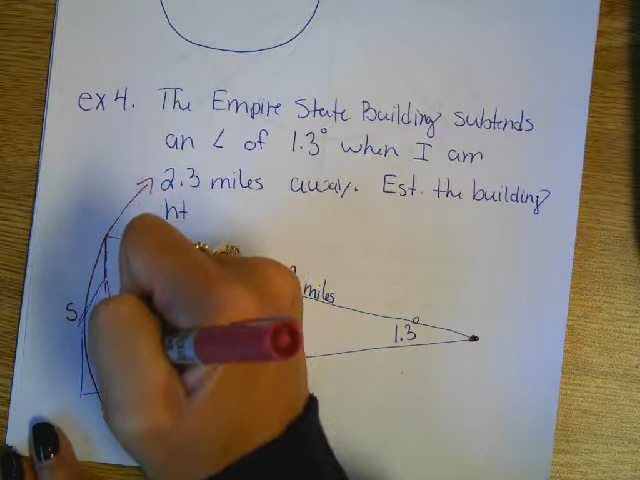 ex 4. The Empire State Building subtends
an ∠ of 1.3° when I am
2.3 miles away. Est. the building
ht
miles
1.3°
S